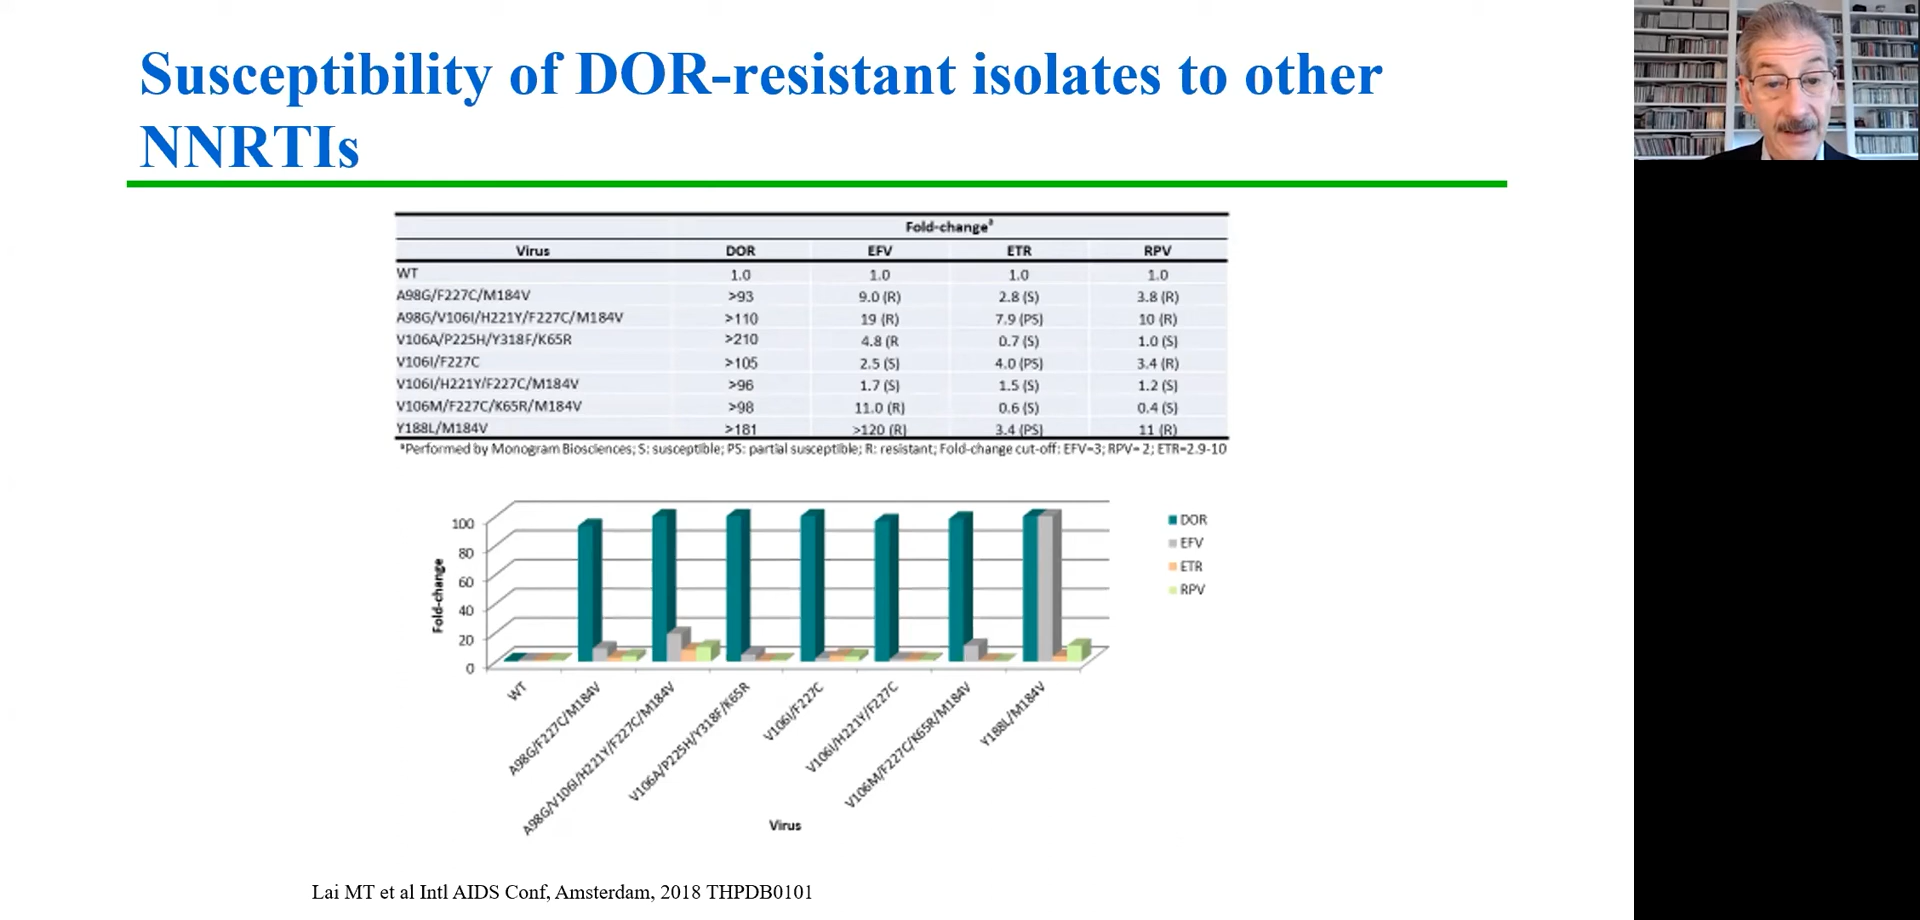 Susceptibility of DOR-resistant isolates to other
NNRTIs
Fold-changeª
Virus DOR EFV ETR RPV
WT 1.0 1.0 1.0 1.0
A98G/F227C/M184V >93 9.0 (R) 2.8 (S) 3.8 (R)
A98G/V106I/H221Y/F227C/M184V >110 19 (R) 7.9 (PS) 10 (R)
V106A/P225H/Y318F/K65R >210 4.8 (R 0.7 (S) 1.0 (S)
V106I/F227C >105 2.5 (S) 4.0 (PS) 3.4 (R)
V106I/H221Y/F227C/M184V >96 1.7 (S) 1.5 (S) 1.2 (S)
V106M/F227C/K65R/M184V >98 11.0 (R) 0.6 (S) 0.4 (S)
Y188L/M184V >181 >120 (R) 3.4 (PS) 11 (R)
ªPerformed by Monogram Biosciences; S: susceptible; PS: partial susceptible; R: resistant; Fold-change cut-off: EFV=3; RPV= 2; ETR=2.9-10
Fold-change
100
80
60
40
20
0
WT
A98G/F227C/M184V
A98G/V106I/H221Y/F227C/M184V
V106A/P225H/Y318F/K65R
V106I/F227C
V106I/H221Y/F227C
V106M/F227C/K65R/M184V
Y188L/M184V
Virus
DOR
EFV
ETR
RPV
Lai MT et al Intl AIDS Conf, Amsterdam, 2018 THPDB0101